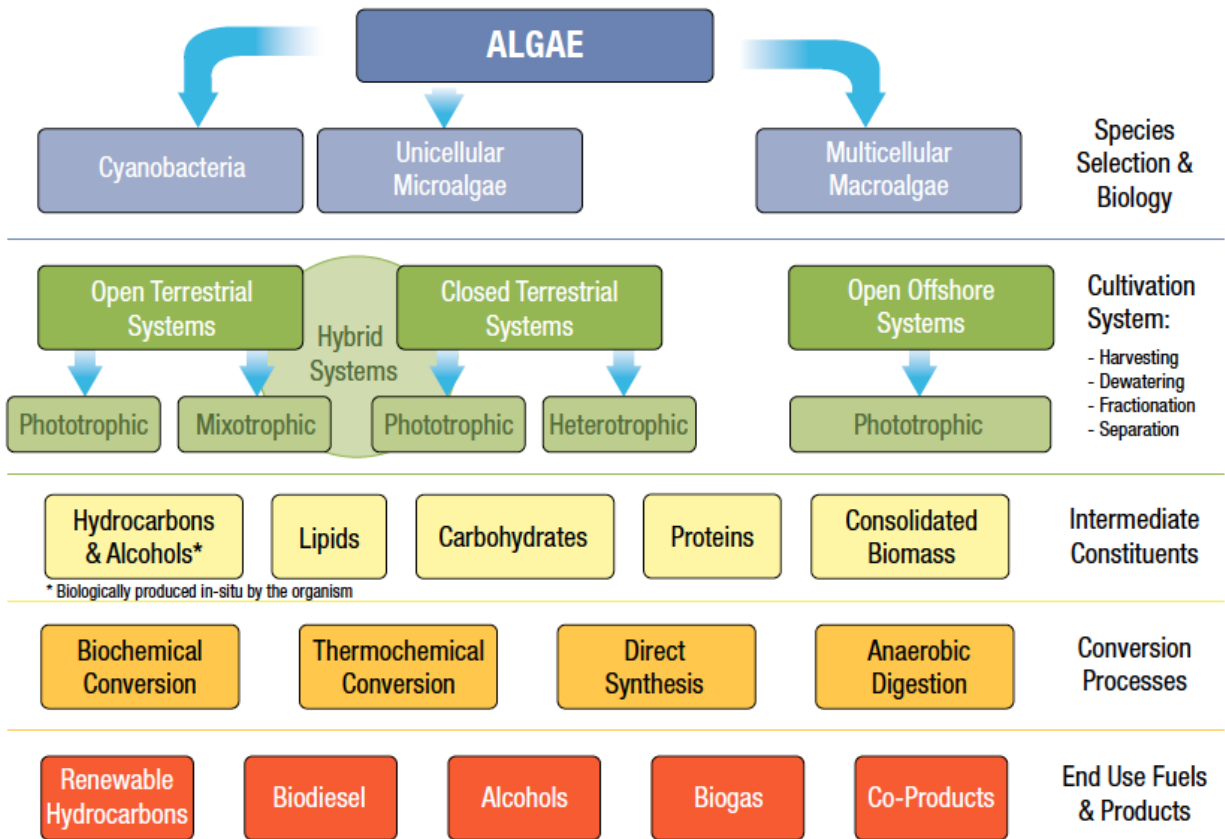 ALGAE
Cyanobacteria
Unicellular
Microalgae
Multicellular
Macroalgae
Species
Selection &
Biology
Open Terrestrial
Systems
Hybrid
Systems
Closed Terrestrial
Systems
Open Offshore
Systems
Cultivation
System:
- Harvesting
- Dewatering
- Fractionation
- Separation
Phototrophic
Mixotrophic
Phototrophic
Heterotrophic
Phototrophic
Hydrocarbons
& Alcohols*
Lipids
Carbohydrates
Proteins
Consolidated
Biomass
Intermediate
Constituents
* Biologically produced in-situ by the organism
Biochemical
Conversion
Thermochemical
Conversion
Direct
Synthesis
Anaerobic
Digestion
Conversion
Processes
Renewable
Hydrocarbons
Biodiesel
Alcohols
Biogas
Co-Products
End Use Fuels
& Products